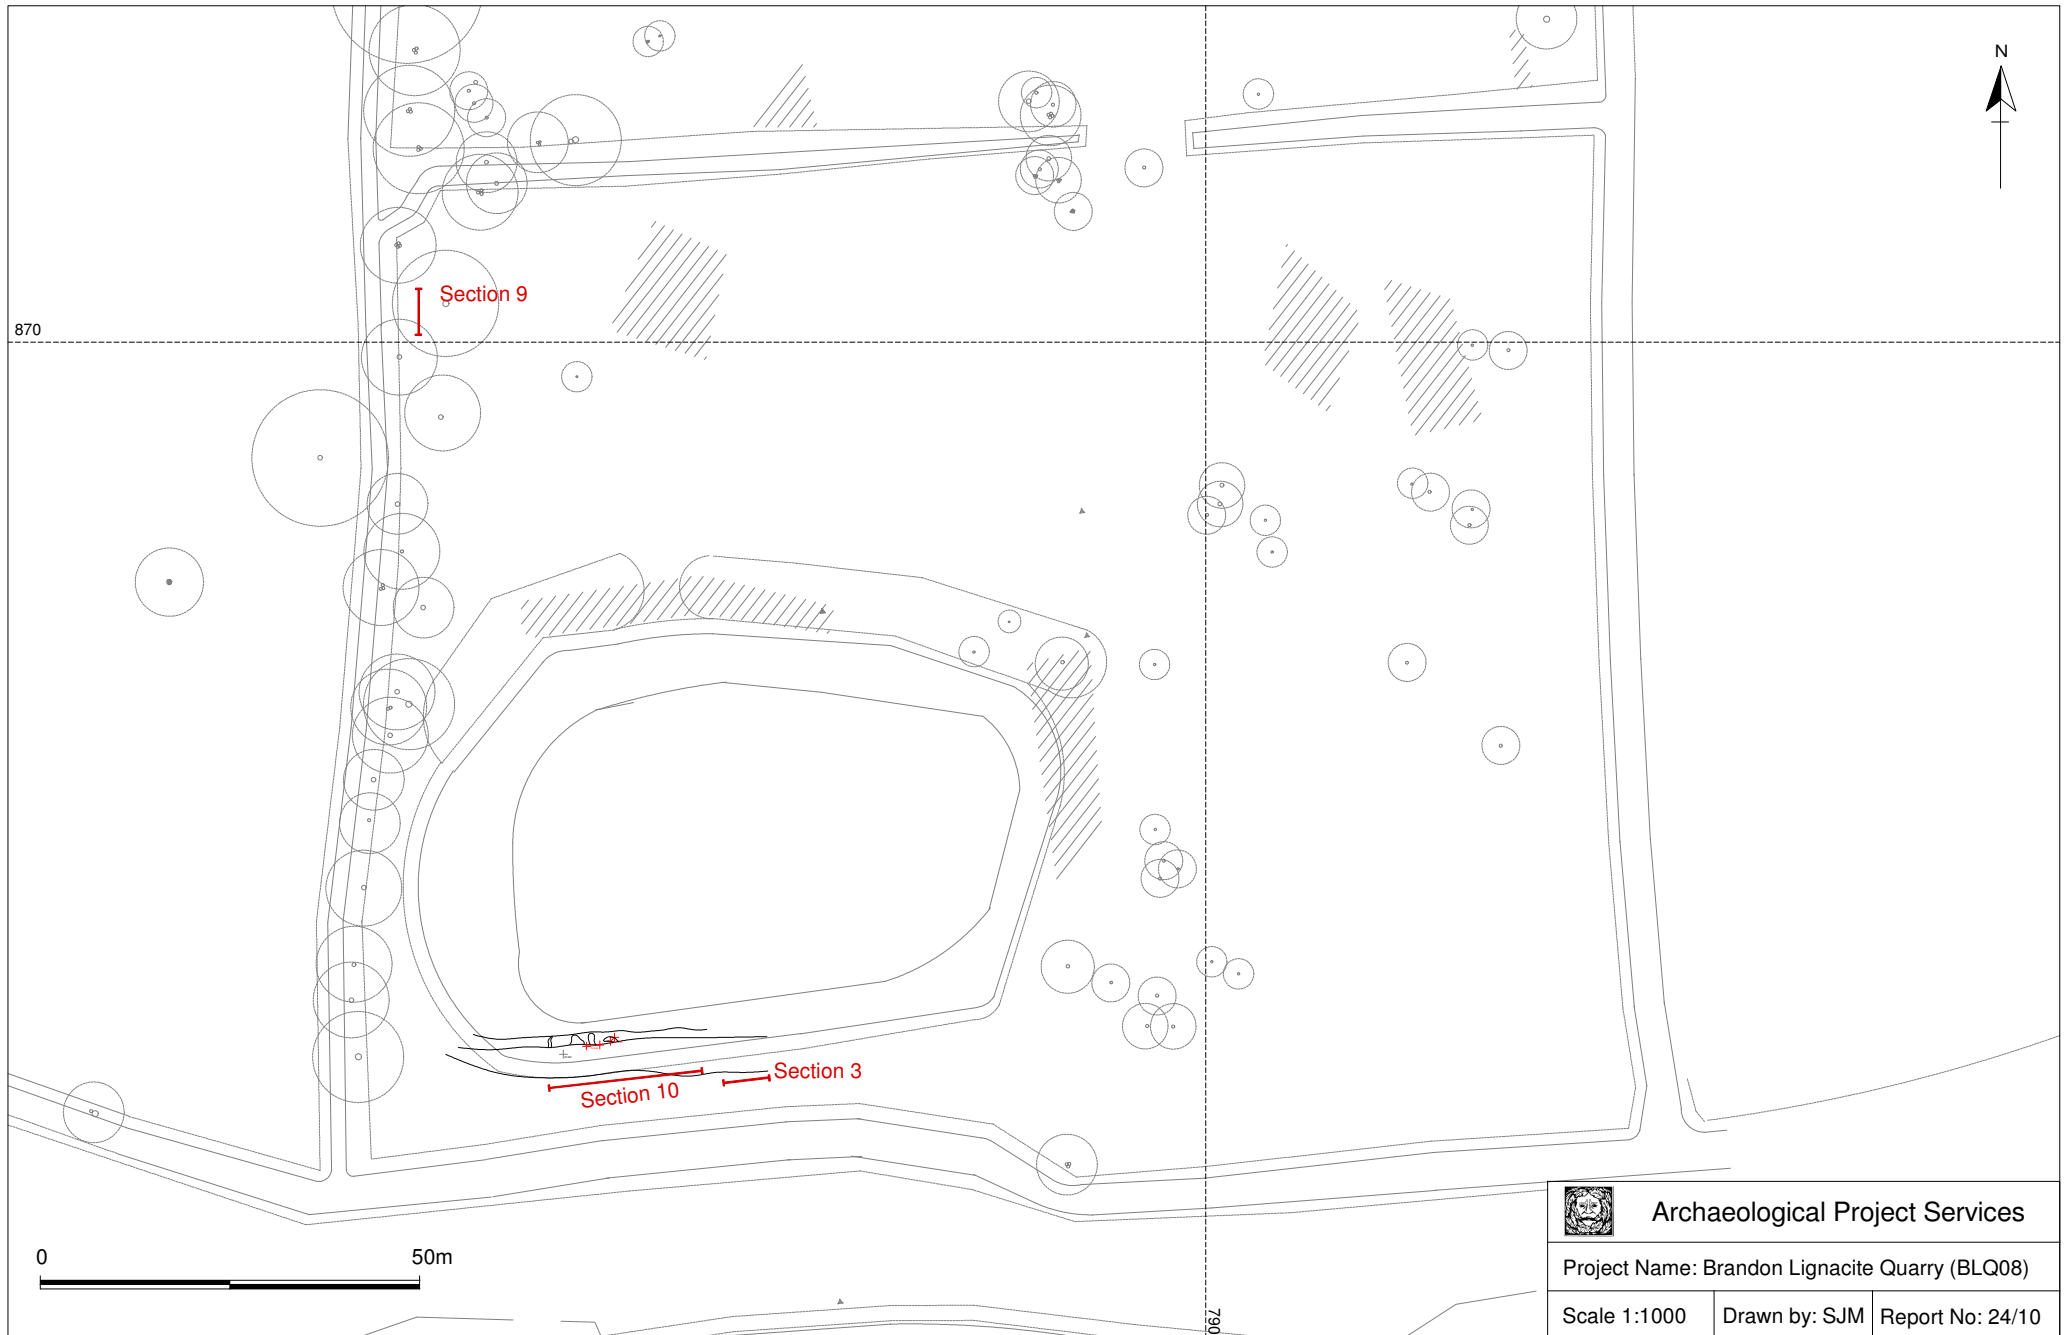 N
Section 9
870
Section 3
Section 10
0
50m
790
Archaeological Project Services
Project Name: Brandon Lignacite Quarry (BLQ08)
Scale 1:1000
Drawn by: SJM
Report No: 24/10